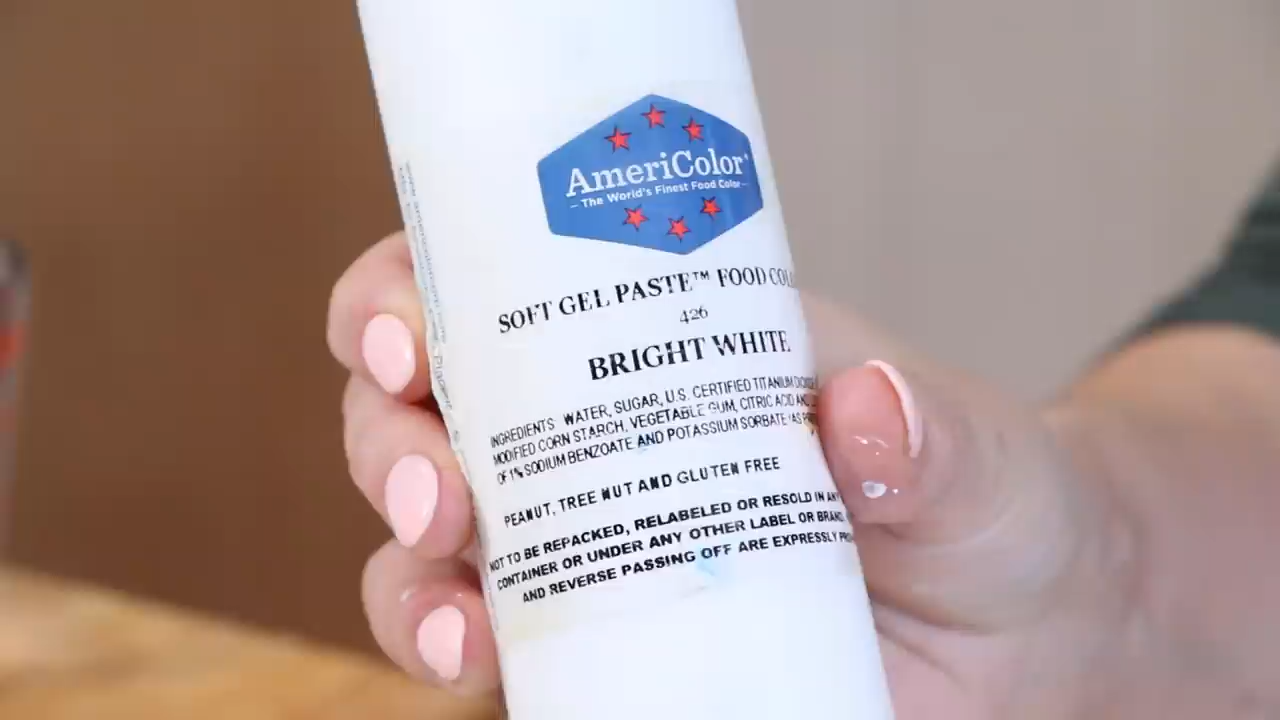 AmeriColor
The World's Finest Food Color
SOFT GEL PASTE™ FOOD COL
426
BRIGHT WHITE
INGREDIENTS WATER, SUGAR, U.S. CERTIFIED TITANIUM
MODIFIED CORN STARCH, VEGETABLE GUM, CITRIC ACID AND
OF 1% SODIUM BENZOATE AND POTASSIUM SORBATE (AS
PEANUT, TREE NUT AND GLUTEN FREE
NOT TO BE REPACKED, RELABELED OR RESOLD IN ANY
CONTAINER OR UNDER ANY OTHER LABEL OR BRAND
AND REVERSE PASSING OFF ARE EXPRESSLY